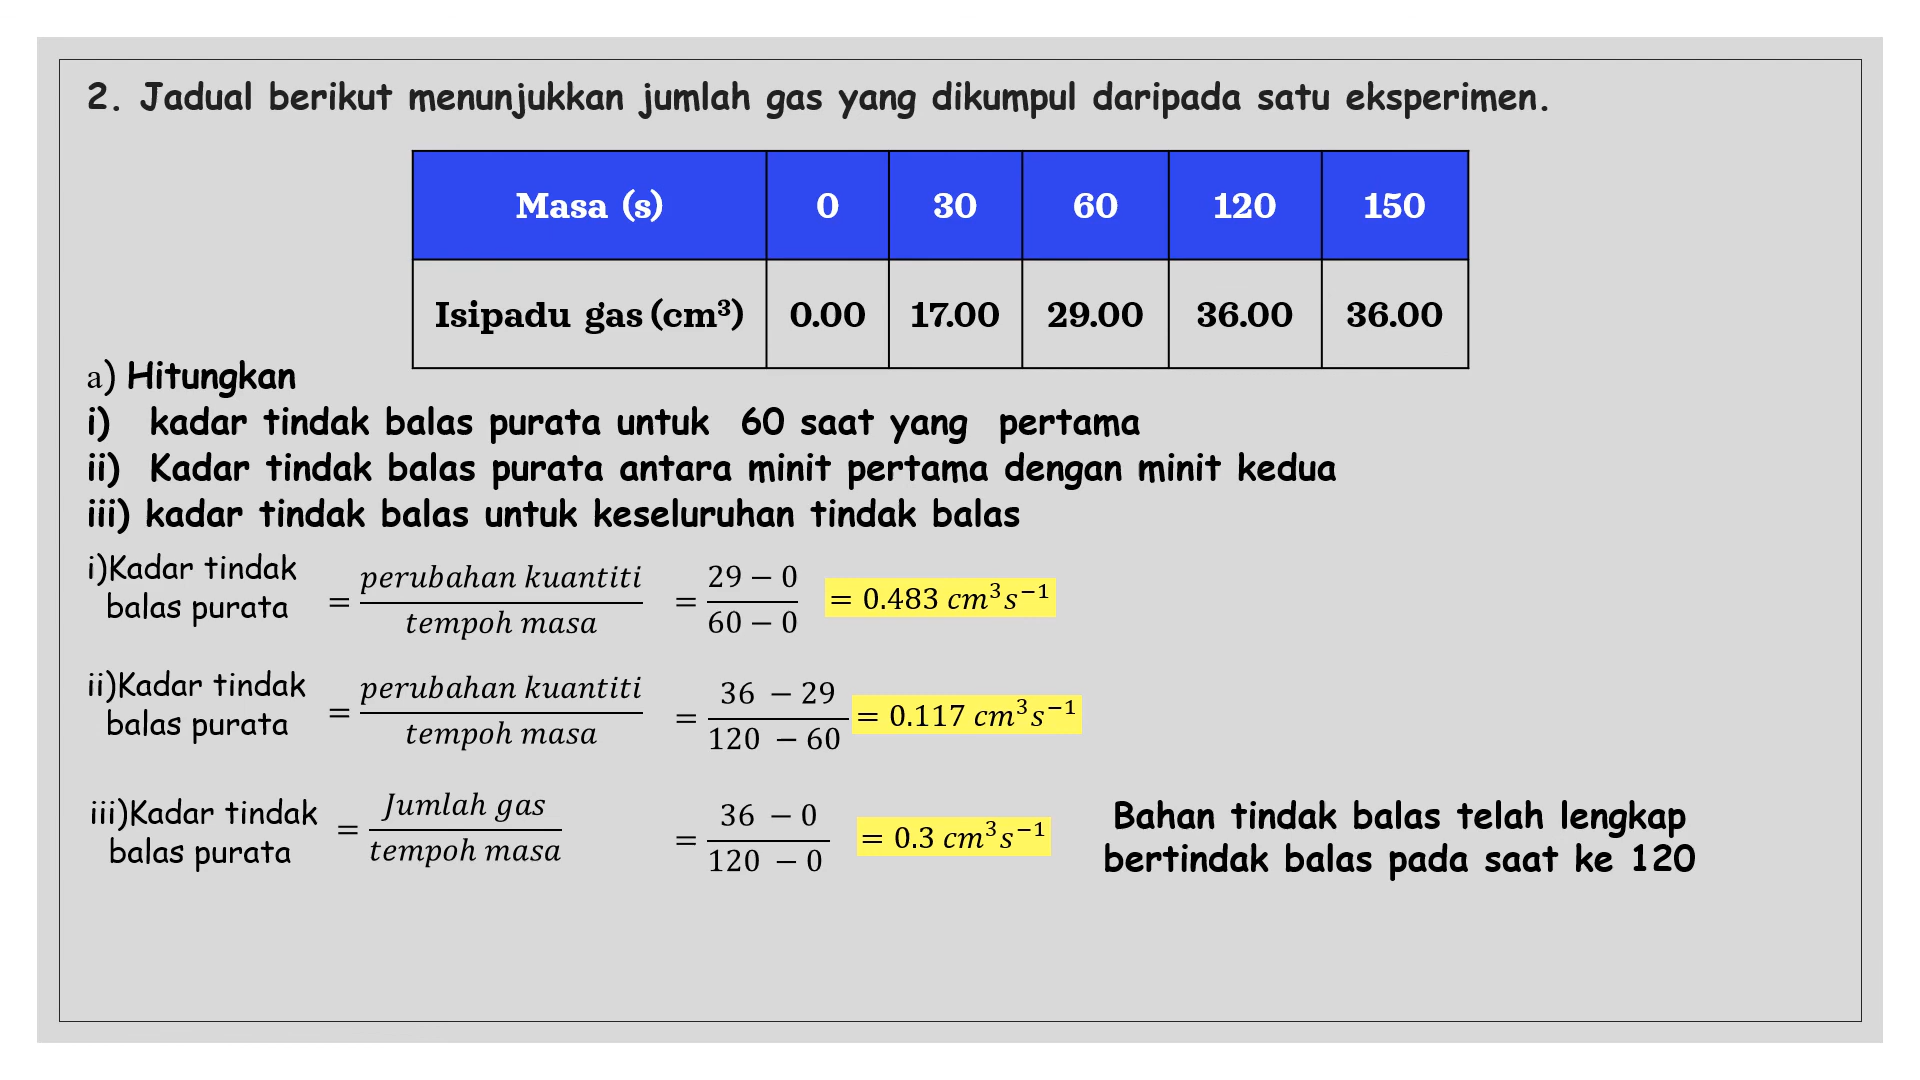 2. Jadual berikut menunjukkan jumlah gas yang dikumpul daripada satu eksperimen.
Masa (s) 0 30 60 120 150
Isipadu gas (cm³) 0.00 17.00 29.00 36.00 36.00
a) Hitungkan
i) kadar tindak balas purata untuk 60 saat yang pertama
ii) Kadar tindak balas purata antara minit pertama dengan minit kedua
iii) kadar tindak balas untuk keseluruhan tindak balas
i)Kadar tindak
balas purata
= perubahan kuantiti / tempoh masa = 29 − 0 / 60 − 0 = 0.483 cm³s⁻¹
ii)Kadar tindak
balas purata
= perubahan kuantiti / tempoh masa = 36 − 29 / 120 − 60 = 0.117 cm³s⁻¹
iii)Kadar tindak
balas purata
= Jumlah gas / tempoh masa = 36 − 0 / 120 − 0 = 0.3 cm³s⁻¹
Bahan tindak balas telah lengkap
bertindak balas pada saat ke 120